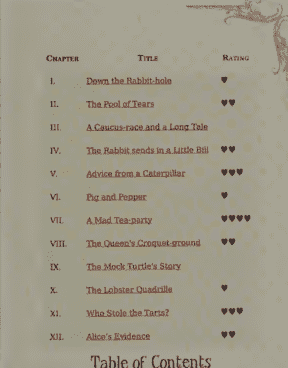 Chapter Title Rating
I. Down the Rabbit-hole ♥
II. The Pool of Tears ♥♥
III. A Caucus-race and a Long Tale
IV. The Rabbit sends in a Little Bill ♥♥
V. Advice from a Caterpillar ♥♥♥
VI. Pig and Pepper ♥
VII. A Mad Tea-party ♥♥♥♥
VIII. The Queen's Croquet-ground ♥♥
IX. The Mock Turtle's Story
X. The Lobster Quadrille ♥
XI. Who Stole the Tarts? ♥♥♥
XII. Alice's Evidence ♥♥
Table of Contents